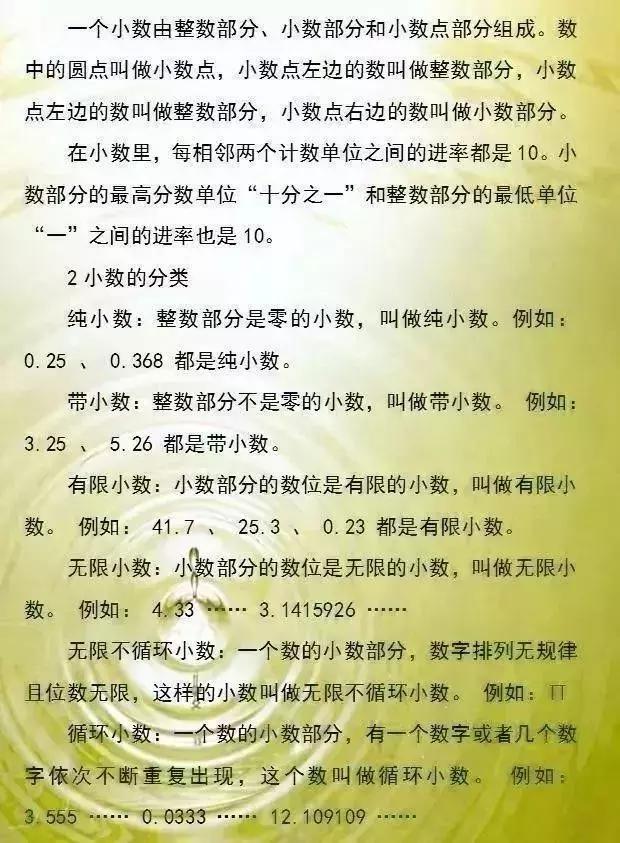 一个小数由整数部分、小数部分和小数点部分组成。数
中的圆点叫做小数点，小数点左边的数叫做整数部分，小数
点左边的数叫做整数部分，小数点右边的数叫做小数部分。
在小数里，每相邻两个计数单位之间的进率都是10。小
数部分的最高分数单位“十分之一”和整数部分的最低单位
“一”之间的进率也是10。
2小数的分类
纯小数：整数部分是零的小数，叫做纯小数。例如：
0.25 、 0.368 都是纯小数。
带小数：整数部分不是零的小数，叫做带小数。 例如：
3.25 、 5.26 都是带小数。
有限小数：小数部分的数位是有限的小数，叫做有限小
数。 例如： 41.7 、 25.3 、 0.23 都是有限小数。
无限小数：小数部分的数位是无限的小数，叫做无限小
数。 例如： 4.33 …… 3.1415926 ……
无限不循环小数：一个数的小数部分，数字排列无规律
且位数无限，这样的小数叫做无限不循环小数。 例如：∏
循环小数：一个数的小数部分，有一个数字或者几个数
字依次不断重复出现，这个数叫做循环小数。 例如：
3.555 …… 0.0333 …… 12.109109 ……